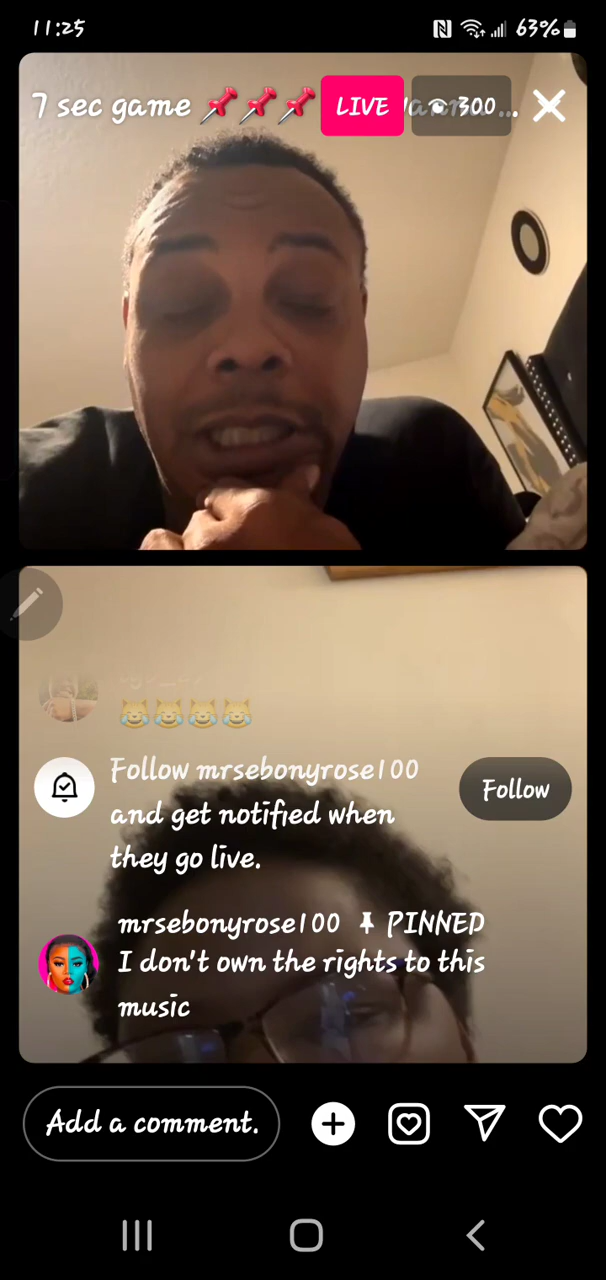 11:25
63%
7 sec game 📌📌📌
LIVE
300
...
😹😹😹😹
Follow mrsebonyrose100
and get notified when
they go live.
Follow
mrsebonyrose100 📌 PINNED
I don't own the rights to this
music
Add a comment.